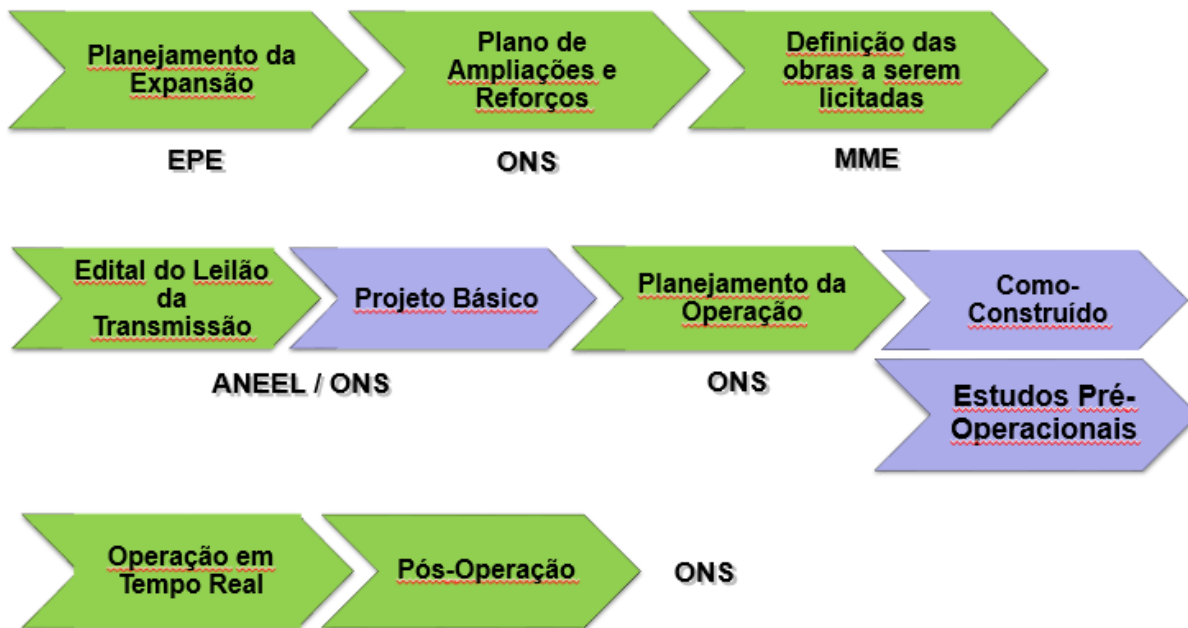 Planejamento da
Expansão
Plano de
Ampliações e
Reforços
Definição das
obras a serem
licitadas
EPE
ONS
MME
Edital do Leilão
da
Transmissão
Projeto Básico
Planejamento da
Operação
Como-
Construído
ANEEL / ONS
ONS
Estudos Pré-
Operacionais
Operação em
Tempo Real
Pós-Operação
ONS